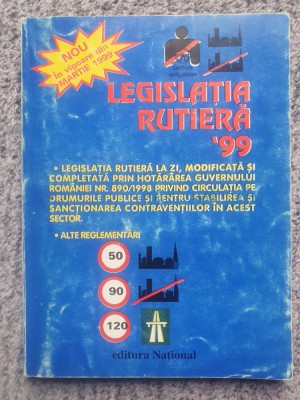 NOU
în vigoare din
MARTIE 1999
LEGISLAȚIA
RUTIERĂ
'99
• LEGISLAȚIA RUTIERĂ LA ZI, MODIFICATĂ ȘI
COMPLETATĂ PRIN HOTĂRÂREA GUVERNULUI
ROMÂNIEI NR. 890/1998 PRIVIND CIRCULAȚIA PE
DRUMURILE PUBLICE ȘI PENTRU STABILIREA ȘI
SANCȚIONAREA CONTRAVENȚIILOR ÎN ACEST
SECTOR.
• ALTE REGLEMENTĂRI
50
90
120
editura Național